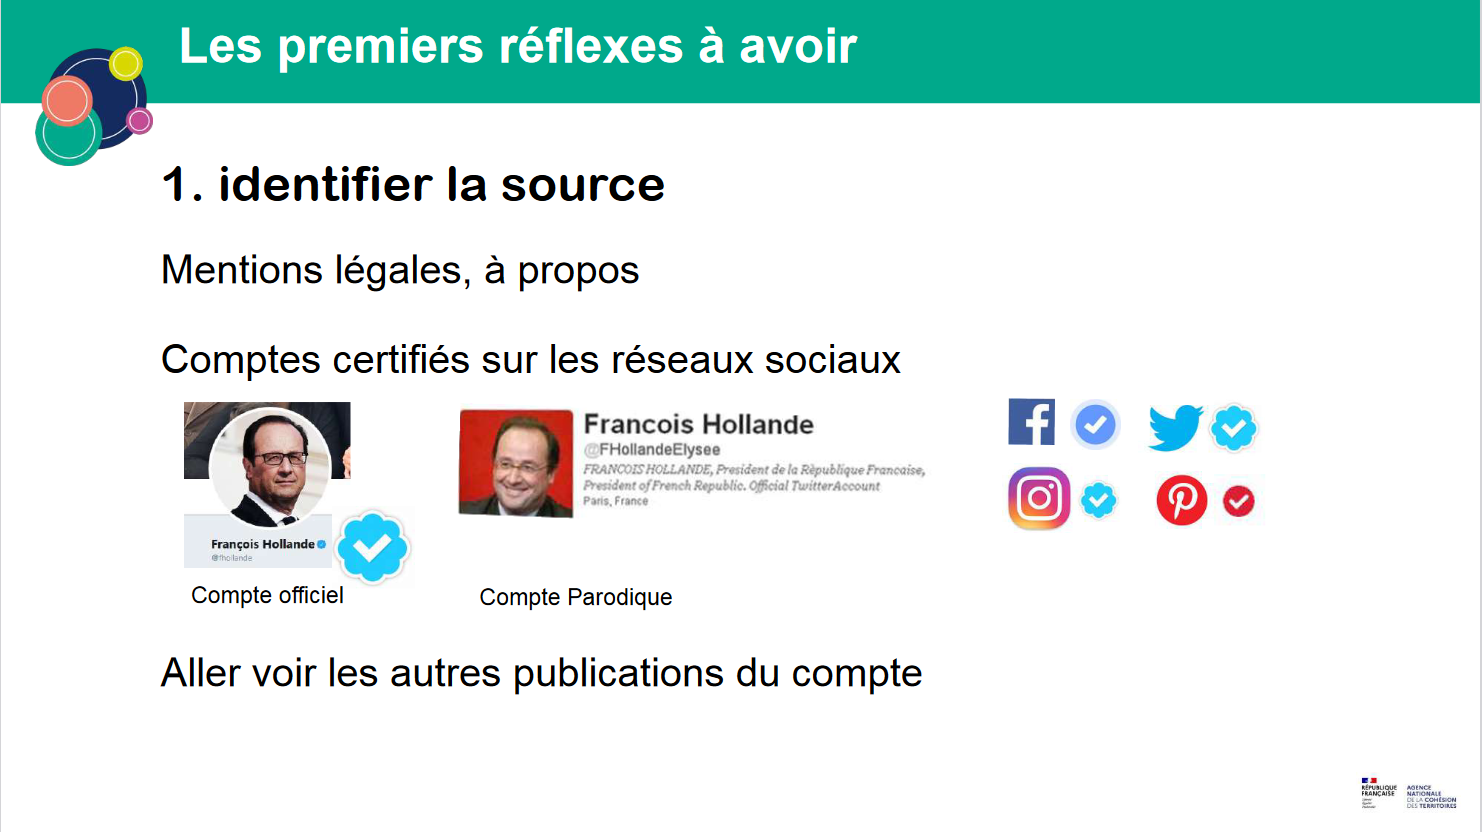 Les premiers réflexes à avoir
1. identifier la source
Mentions légales, à propos
Comptes certifiés sur les réseaux sociaux
François Hollande
@fhollande
Compte officiel
Francois Hollande
@FHollandeElysee
FRANCOIS HOLLANDE, President de la Rèpublique Francaise,
President of French Republic. Official TwitterAccount
Paris, France
Compte Parodique
Aller voir les autres publications du compte
RÉPUBLIQUE
FRANÇAISE
AGENCE
NATIONALE
DE LA COHÉSION
DES TERRITOIRES